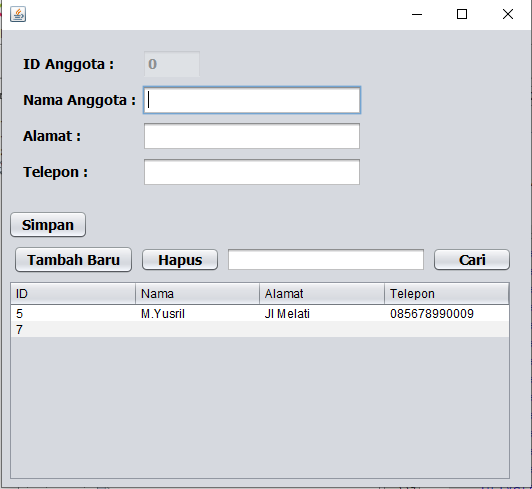 ID Anggota : 0
Nama Anggota :
Alamat :
Telepon :
Simpan
Tambah Baru Hapus Cari
ID Nama Alamat Telepon
5 M.Yusril Jl Melati 085678990009
7